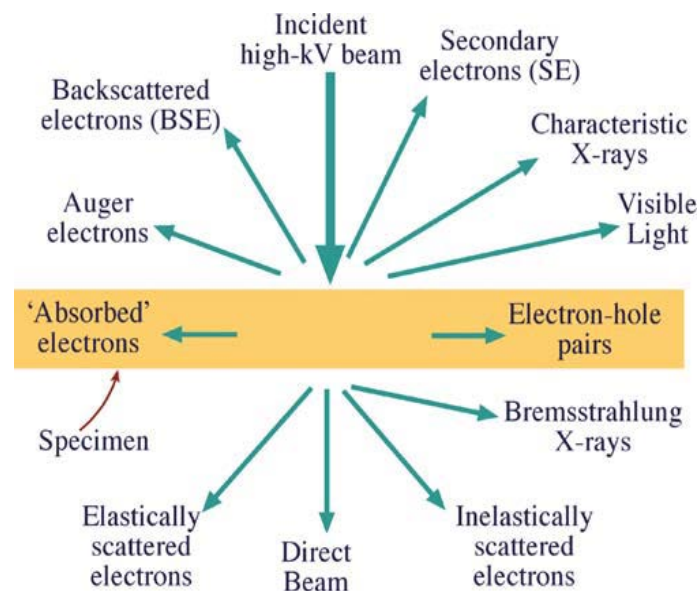 Incident
high-kV beam
Secondary
electrons (SE)
Backscattered
electrons (BSE)
Characteristic
X-rays
Auger
electrons
Visible
Light
‘Absorbed’
electrons
Electron-hole
pairs
Specimen
Bremsstrahlung
X-rays
Elastically
scattered
electrons
Direct
Beam
Inelastically
scattered
electrons